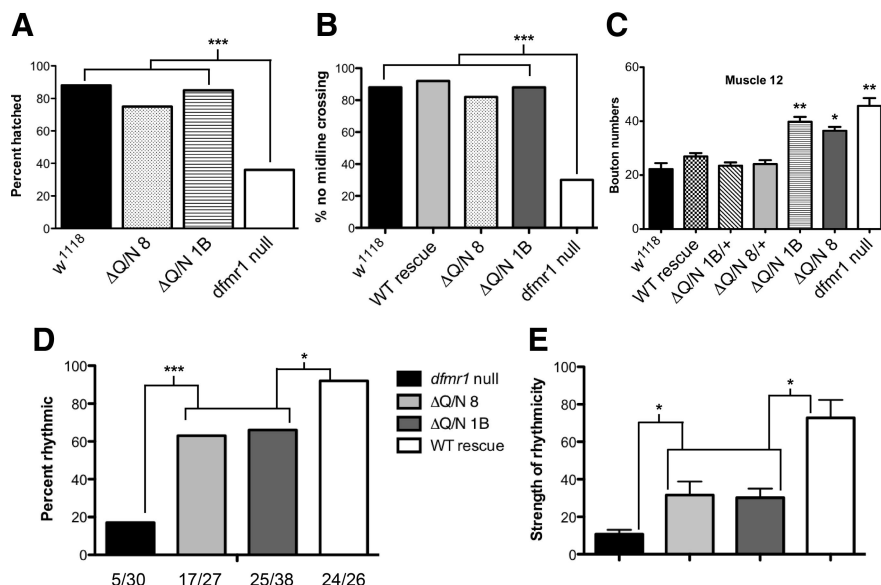 A
***
Percent hatched
100
80
60
40
20
0
w1118
ΔQ/N 8
ΔQ/N 1B
dfmr1 null
B
***
% no midline crossing
100
80
60
40
20
0
w1118
WT rescue
ΔQ/N 8
ΔQ/N 1B
dfmr1 null
C
Muscle 12
Bouton numbers
60
40
20
0
**
*
**
w1118
WT rescue
ΔQ/N 1B/+
ΔQ/N 8/+
ΔQ/N 1B
ΔQ/N 8
dfmr1 null
D
***
*
Percent rhythmic
100
80
60
40
20
0
5/30 17/27 25/38 24/26
dfmr1 null
ΔQ/N 8
ΔQ/N 1B
WT rescue
E
*
*
Strength of rhythmicity
100
80
60
40
20
0